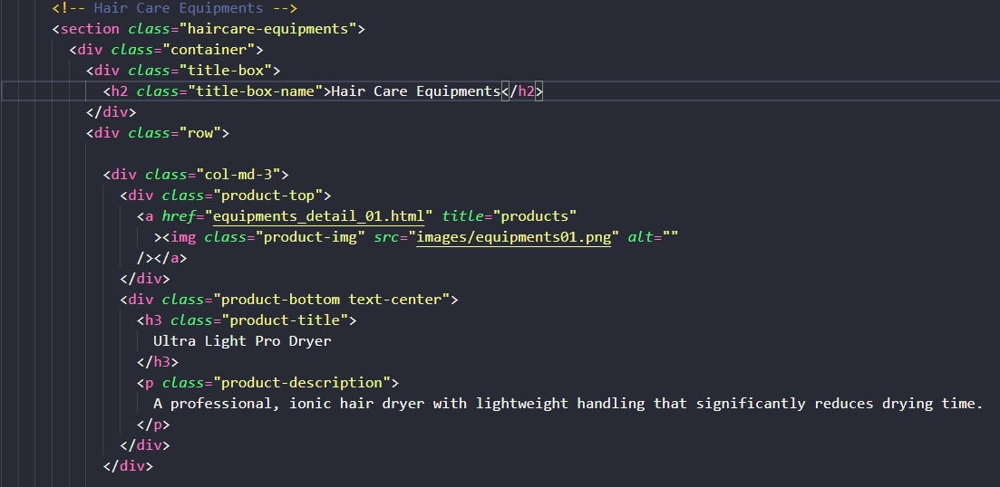 <!-- Hair Care Equipments -->
<section class="haircare-equipments">
<div class="container">
<div class="title-box">
<h2 class="title-box-name">Hair Care Equipments</h2>
</div>
<div class="row">
<div class="col-md-3">
<div class="product-top">
<a href="equipments_detail_01.html" title="products"
><img class="product-img" src="images/equipments01.png" alt=""
/></a>
</div>
<div class="product-bottom text-center">
<h3 class="product-title">
Ultra Light Pro Dryer
</h3>
<p class="product-description">
A professional, ionic hair dryer with lightweight handling that significantly reduces drying time.
</p>
</div>
</div>